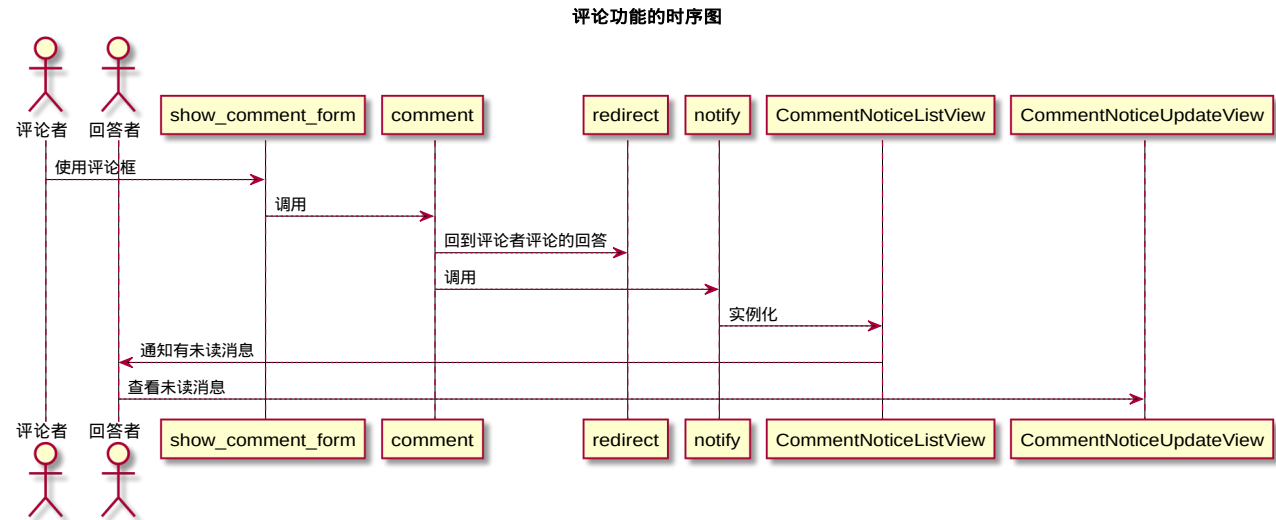 评论功能的时序图
评论者
回答者
show_comment_form
comment
redirect
notify
CommentNoticeListView
CommentNoticeUpdateView
使用评论框
调用
回到评论者评论的回答
调用
实例化
通知有未读消息
查看未读消息
评论者
回答者
show_comment_form
comment
redirect
notify
CommentNoticeListView
CommentNoticeUpdateView